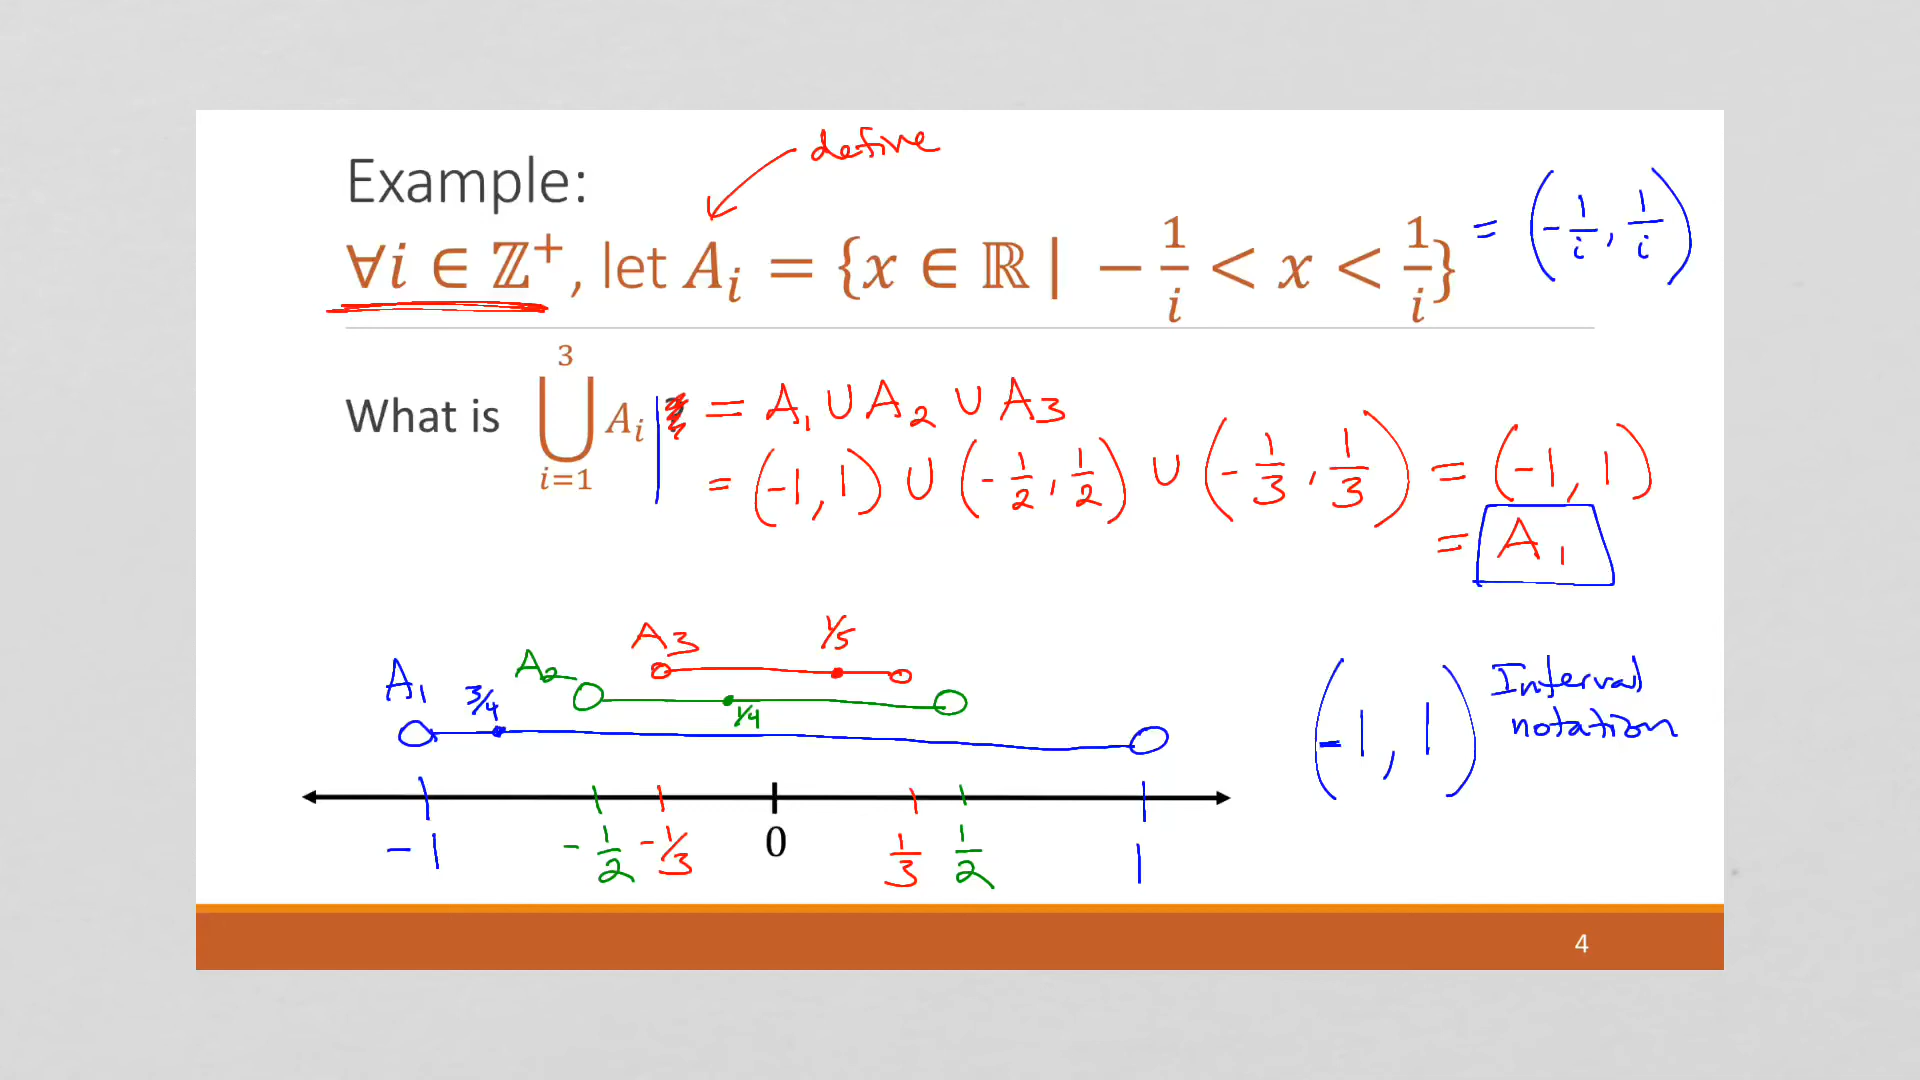 define
Example:
∀i ∈ ℤ⁺, let Aᵢ = {x ∈ ℝ | −1/i < x < 1/i} = (-1/i, 1/i)
What is ⋃_{i=1}^{3} Aᵢ = A₁ ∪ A₂ ∪ A₃
= (-1, 1) ∪ (-1/2, 1/2) ∪ (-1/3, 1/3) = (-1, 1)
= A₁
A₃ 1/5
A₂ 1/4
A₁ 3/4
(-1, 1) Interval
notation
-1 -1/2 -1/3 0 1/3 1/2 1
4